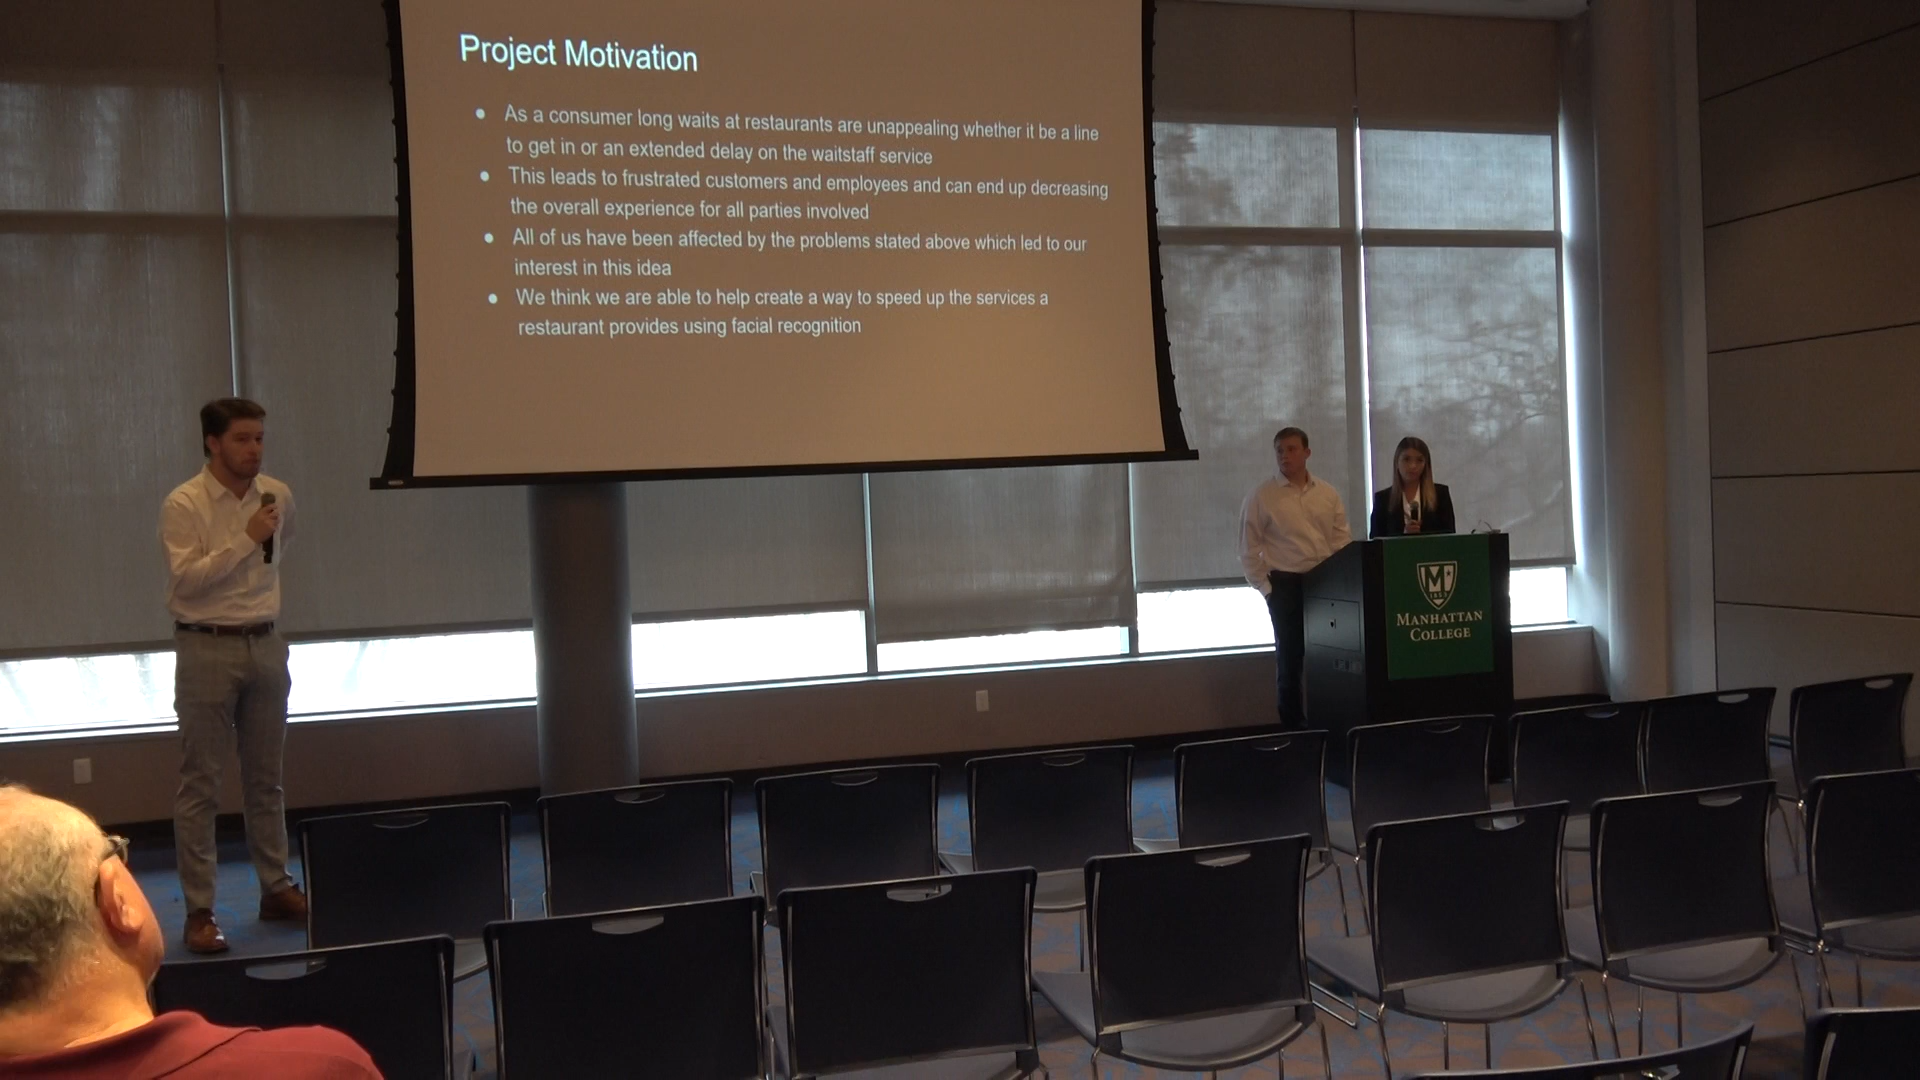 Project Motivation
● As a consumer long waits at restaurants are unappealing whether it be a line
to get in or an extended delay on the waitstaff service
● This leads to frustrated customers and employees and can end up decreasing
the overall experience for all parties involved
● All of us have been affected by the problems stated above which led to our
interest in this idea
● We think we are able to help create a way to speed up the services a
restaurant provides using facial recognition
M
MANHATTAN
COLLEGE